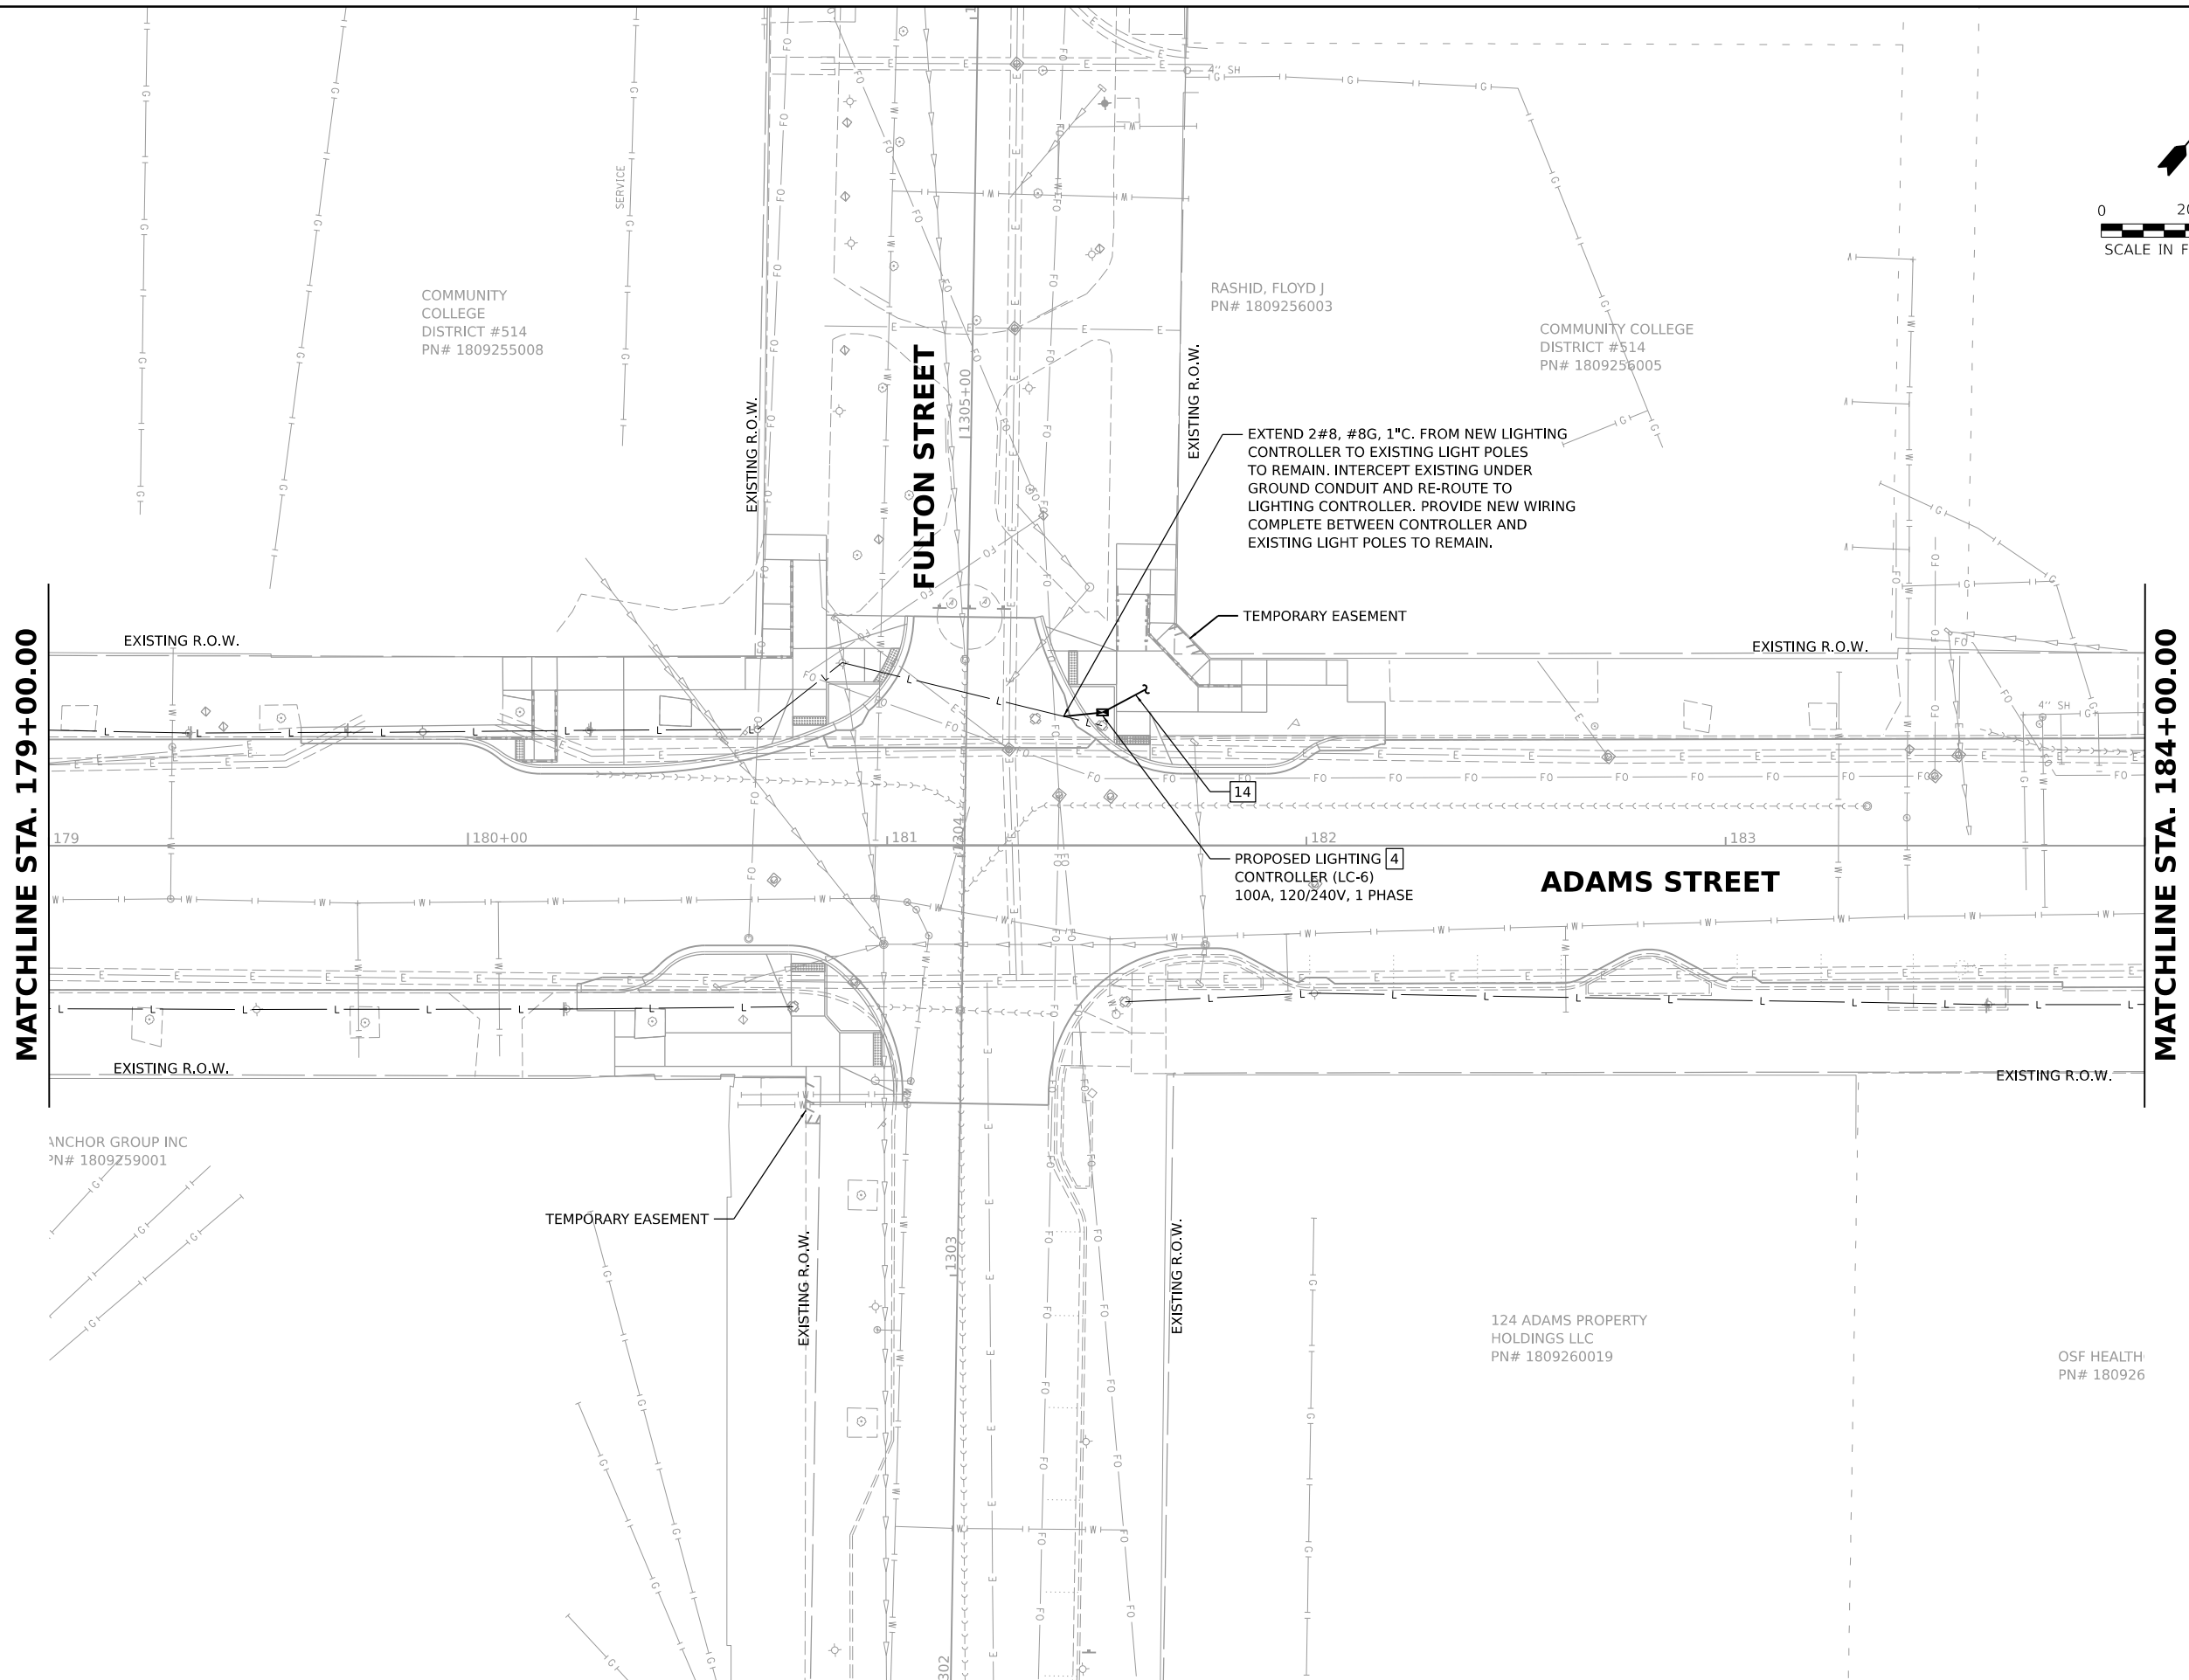 4'' SH
SERVICE
0
SCALE IN F
COMMUNITY
COLLEGE
DISTRICT #514
PN# 1809255008
RASHID, FLOYD J
PN# 1809256003
COMMUNITY COLLEGE
DISTRICT #514
PN# 1809256005
FULTON STREET
1305+00
EXISTING R.O.W.
EXISTING R.O.W.
EXTEND 2#8, #8G, 1"C. FROM NEW LIGHTING
CONTROLLER TO EXISTING LIGHT POLES
TO REMAIN. INTERCEPT EXISTING UNDER
GROUND CONDUIT AND RE-ROUTE TO
LIGHTING CONTROLLER. PROVIDE NEW WIRING
COMPLETE BETWEEN CONTROLLER AND
EXISTING LIGHT POLES TO REMAIN.
TEMPORARY EASEMENT
EXISTING R.O.W.
EXISTING R.O.W.
MATCHLINE STA. 179+00.00
MATCHLINE STA. 184+00.00
4'' SH
14
179
180+00
181
1304
182
183
PROPOSED LIGHTING 4
CONTROLLER (LC-6)
100A, 120/240V, 1 PHASE
ADAMS STREET
EXISTING R.O.W.
EXISTING R.O.W.
ANCHOR GROUP INC
PN# 1809259001
TEMPORARY EASEMENT
EXISTING R.O.W.
1303
EXISTING R.O.W.
124 ADAMS PROPERTY
HOLDINGS LLC
PN# 1809260019
OSF HEALTH
PN# 180926
302